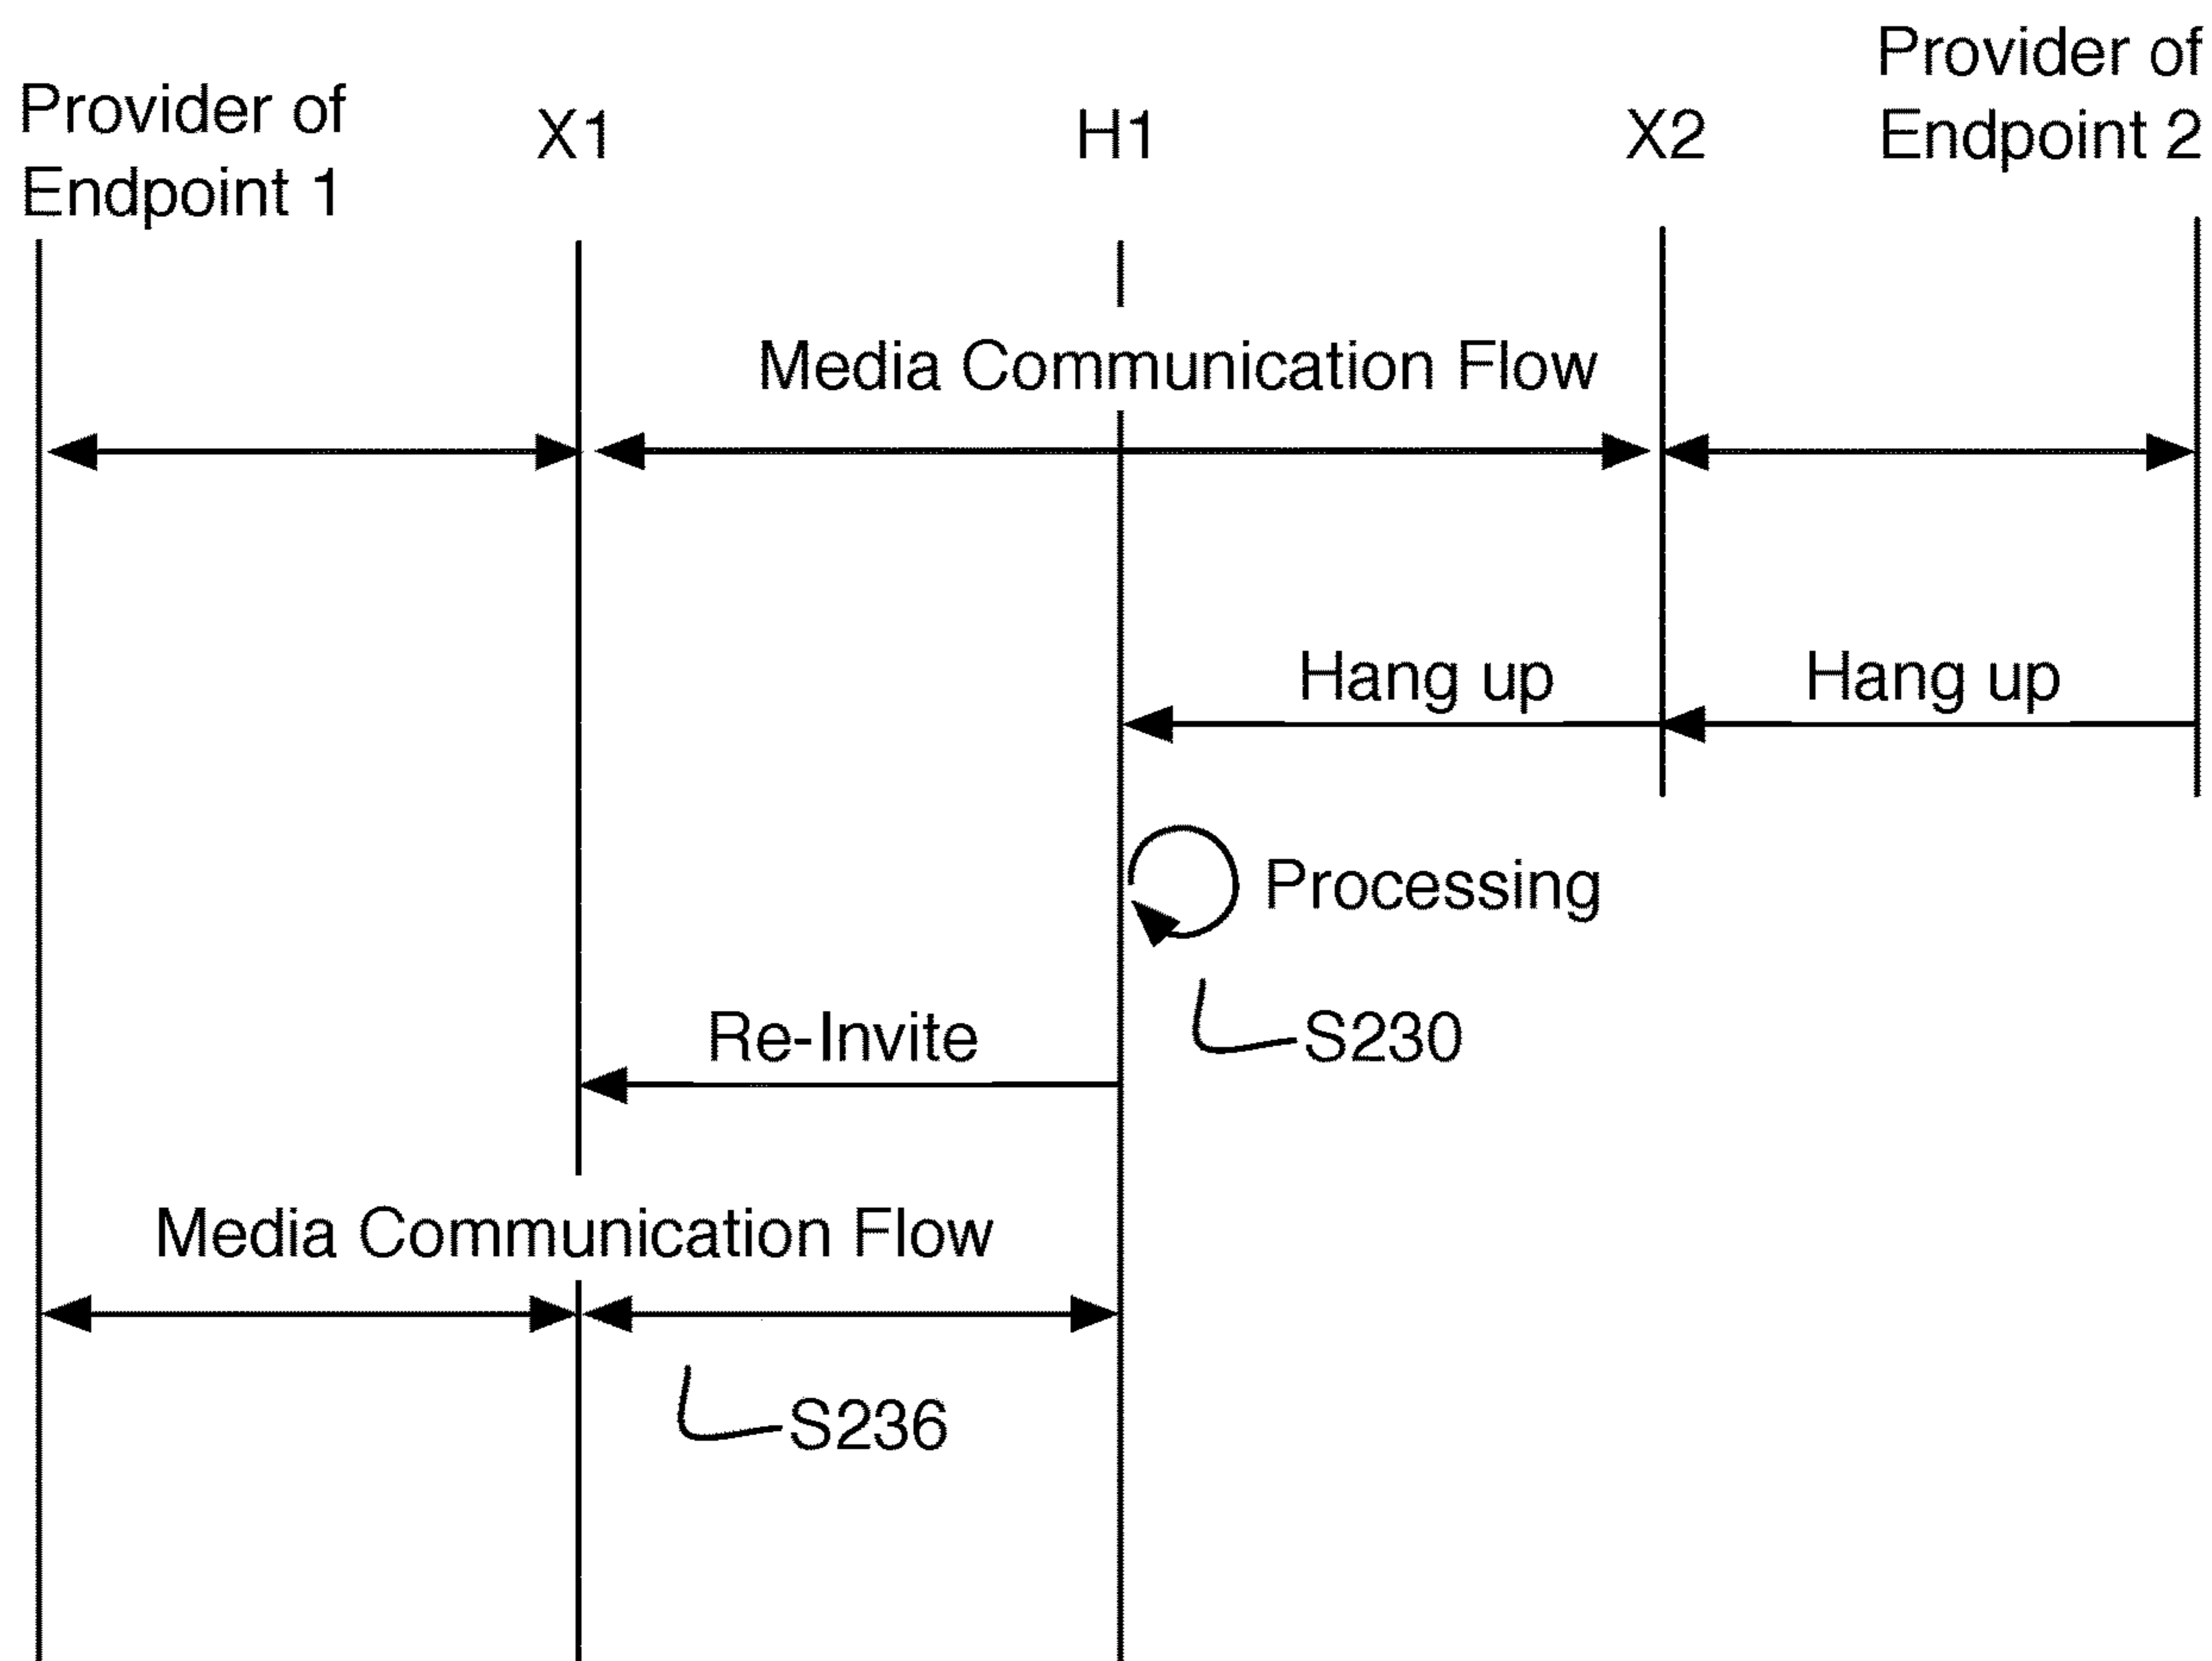 Provider of
Endpoint 1
X1
H1
X2
Provider of
Endpoint 2
Media Communication Flow
Hang up
Hang up
Processing
S230
Re-Invite
Media Communication Flow
S236